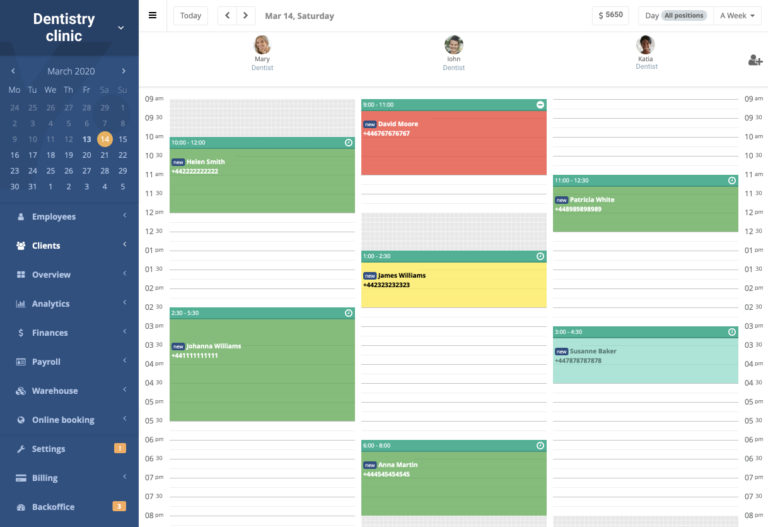 Dentistry
clinic
Today
Mar 14, Saturday
$ 5650
Day All positions
A Week
March 2020
Mo Tu We Th Fr Sa Su
24 25 26 27 28 29 1
2 3 4 5 6 7 8
9 10 11 12 13 14 15
16 17 18 19 20 21 22
23 24 25 26 27 28 29
30 31 1 2 3 4 5
Employees
Clients
Overview
Analytics
Finances
Payroll
Warehouse
Online booking
Settings 1
Billing
Backoffice 3
Mary
Dentist
John
Dentist
Katia
Dentist
09 am
09 30
10 am
10 30
11 am
11 30
12 pm
12 30
01 pm
01 30
02 pm
02 30
03 pm
03 30
04 pm
04 30
05 pm
05 30
06 pm
06 30
07 pm
07 30
08 pm
10:00 - 12:00
new Helen Smith
+442222222222
2:30 - 5:30
new Johanna Williams
+441111111111
9:00 - 11:00
new David Moore
+446767676767
1:00 - 2:30
new James Williams
+442323232323
6:00 - 8:00
new Anna Martin
+444545454545
11:00 - 12:30
new Patricia White
+448989898989
3:00 - 4:30
new Susanne Baker
+447878787878
09 am
09 30
10 am
10 30
11 am
11 30
12 pm
12 30
01 pm
01 30
02 pm
02 30
03 pm
03 30
04 pm
04 30
05 pm
05 30
06 pm
06 30
07 pm
07 30
08 pm